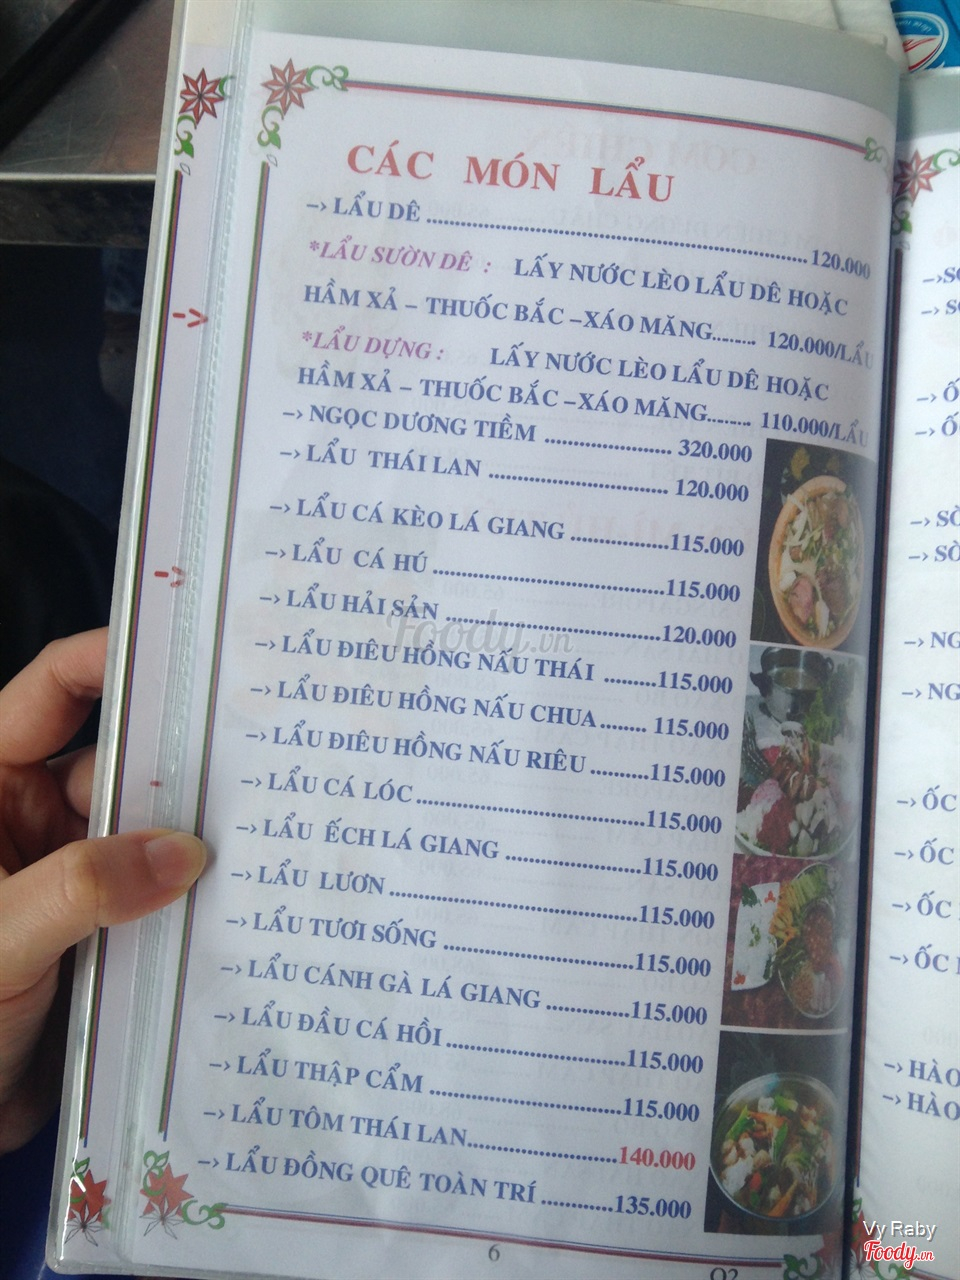 CÁC MÓN LẨU
–› LẨU DÊ ........ 120.000
*LẨU SƯỜN DÊ : LẤY NƯỚC LÈO LẨU DÊ HOẶC
HẦM XẢ – THUỐC BẮC –XÁO MĂNG........ 120.000/LẨU
*LẨU DỰNG : LẤY NƯỚC LÈO LẨU DÊ HOẶC
HẦM XẢ – THUỐC BẮC –XÁO MĂNG........ 110.000/LẨU
–› NGỌC DƯƠNG TIỀM ........ 320.000
–› LẨU THÁI LAN ........ 120.000
–› LẨU CÁ KÈO LÁ GIANG ........ 115.000
–› LẨU CÁ HÚ ........ 115.000
–› LẨU HẢI SẢN ........ 120.000
–› LẨU ĐIÊU HỒNG NẤU THÁI ........ 115.000
–› LẨU ĐIÊU HỒNG NẤU CHUA ........ 115.000
–› LẨU ĐIÊU HỒNG NẤU RIÊU ........ 115.000
–› LẨU CÁ LÓC ........ 115.000
–› LẨU ẾCH LÁ GIANG ........ 115.000
–› LẨU LƯƠN ........ 115.000
–› LẨU TƯƠI SỐNG ........ 115.000
–› LẨU CÁNH GÀ LÁ GIANG ........ 115.000
–› LẨU ĐẦU CÁ HỒI ........ 115.000
–› LẨU THẬP CẨM ........ 115.000
–› LẨU TÔM THÁI LAN ........ 140.000
–› LẨU ĐỒNG QUÊ TOÀN TRÍ ........ 135.000
6
Foody.vn
–› ỐC
–› ỐC
–› ỐC
–› ỐC
–› HÀO
–› HÀO
Vy Raby
Foody.vn